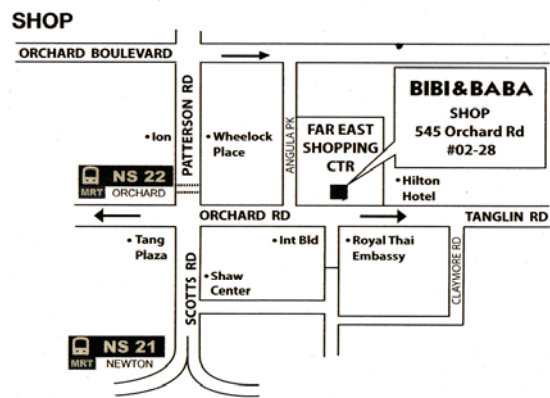 SHOP
ORCHARD BOULEVARD
PATTERSON RD
BIBI & BABA
SHOP
545 Orchard Rd
#02-28
• Ion
• Wheelock
Place
ANGULA PK
FAR EAST
SHOPPING
CTR
MRT
NS 22
ORCHARD
• Hilton
Hotel
ORCHARD RD
TANGLIN RD
• Tang
Plaza
SCOTTS RD
• Int Bld
• Royal Thai
Embassy
CLAYMORE RD
• Shaw
Center
MRT
NS 21
NEWTON